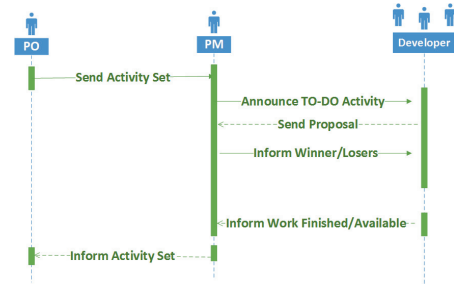 PO
PM
Developer
Send Activity Set
Announce TO-DO Activity
Send Proposal
Inform Winner/Losers
Inform Work Finished/Available
Inform Activity Set